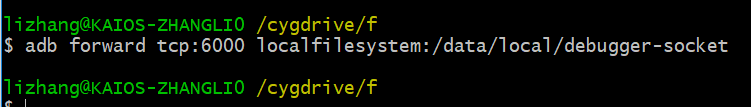 lizhang@KAIOS-ZHANGLI0 /cygdrive/f
$ adb forward tcp:6000 localfilesystem:/data/local/debugger-socket
lizhang@KAIOS-ZHANGLI0 /cygdrive/f
$